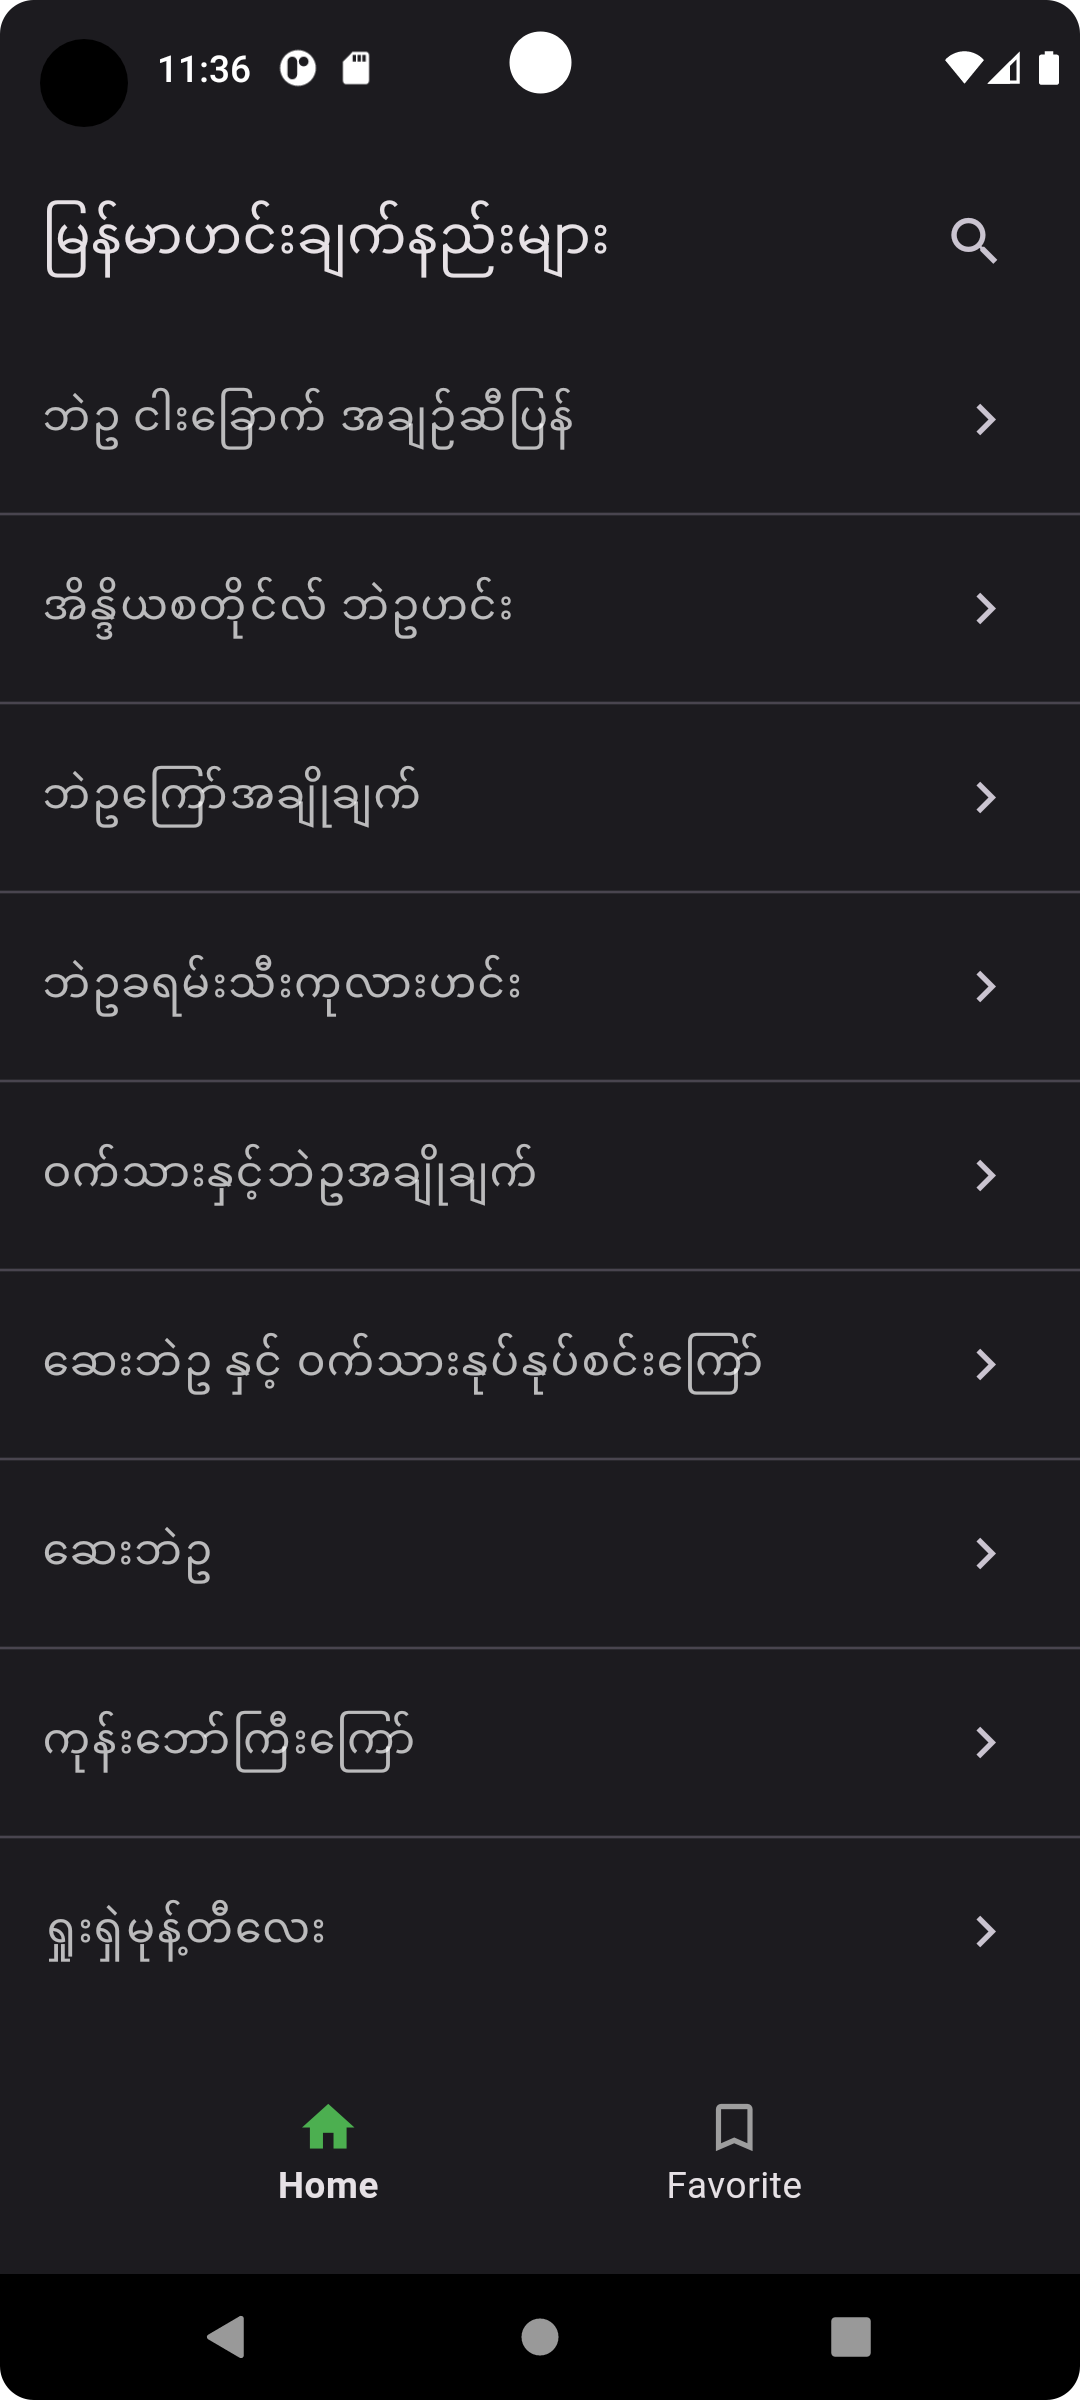 11:36
မြန်မာဟင်းချက်နည်းများ
ဘဲဥ ငါးခြောက် အချဉ်ဆီပြန်
အိန္ဒိယစတိုင်လ် ဘဲဥဟင်း
ဘဲဥကြော်အချိုချက်
ဘဲဥခရမ်းသီးကုလားဟင်း
ဝက်သားနှင့်ဘဲဥအချိုချက်
ဆေးဘဲဥ နှင့် ဝက်သားနုပ်နုပ်စင်းကြော်
ဆေးဘဲဥ
ကုန်းဘော်ကြီးကြော်
ရှူးရှဲမုန့်တီလေး
Home
Favorite